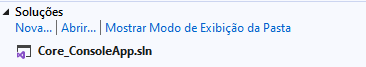 Soluções
Nova... | Abrir... | Mostrar Modo de Exibição da Pasta
Core_ConsoleApp.sln